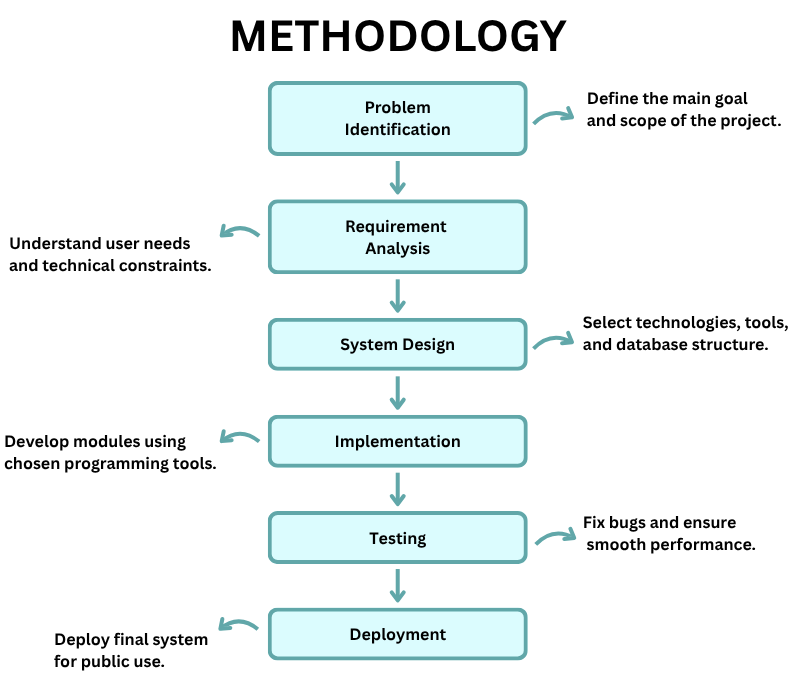 METHODOLOGY
Problem
Identification
Define the main goal
and scope of the project.
Requirement
Analysis
Understand user needs
and technical constraints.
System Design
Select technologies, tools,
and database structure.
Implementation
Develop modules using
chosen programming tools.
Testing
Fix bugs and ensure
smooth performance.
Deployment
Deploy final system
for public use.